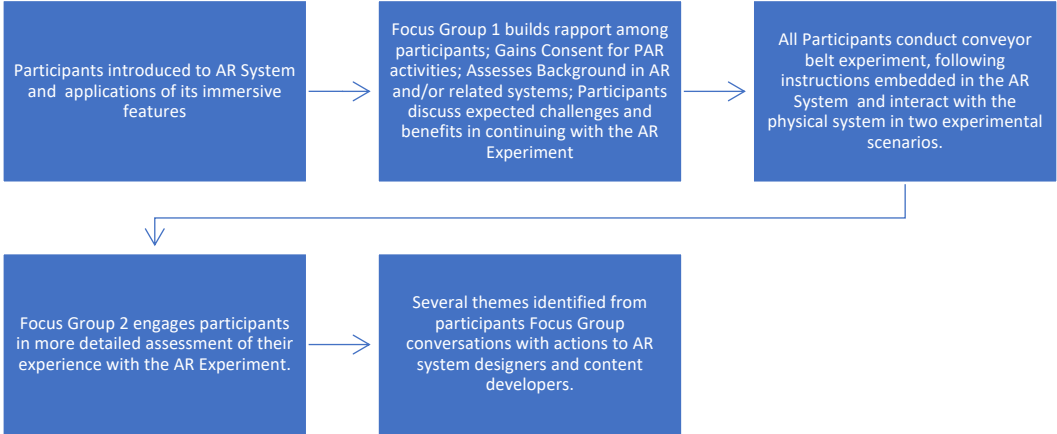 Participants introduced to AR System
and applications of its immersive
features
Focus Group 1 builds rapport among
participants; Gains Consent for PAR
activities; Assesses Background in AR
and/or related systems; Participants
discuss expected challenges and
benefits in continuing with the AR
Experiment
All Participants conduct conveyor
belt experiment, following
instructions embedded in the AR
System and interact with the
physical system in two experimental
scenarios.
Focus Group 2 engages participants
in more detailed assessment of their
experience with the AR Experiment.
Several themes identified from
participants Focus Group
conversations with actions to AR
system designers and content
developers.